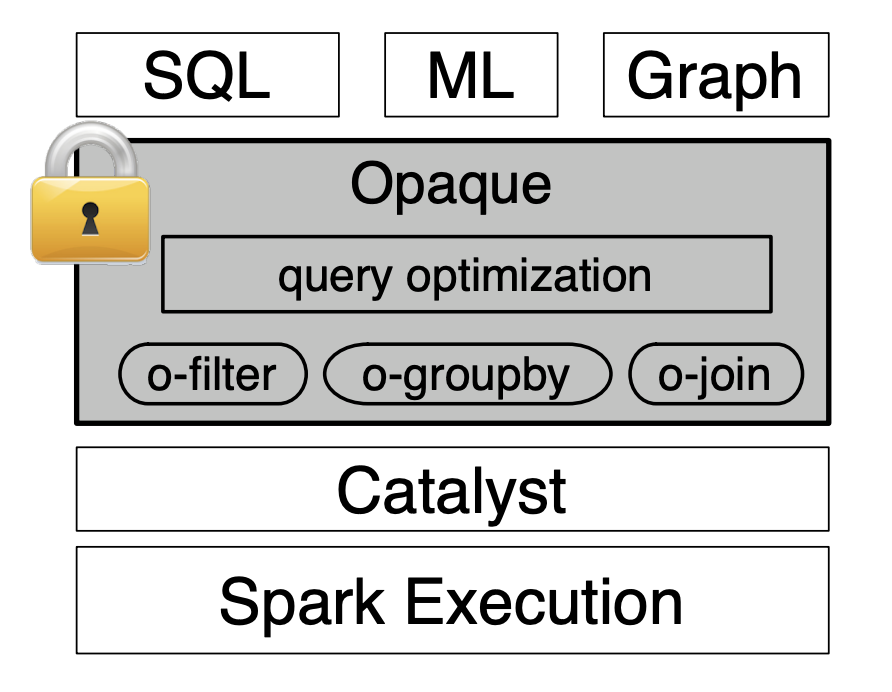 SQL ML Graph
Opaque
query optimization
o-filter o-groupby o-join
Catalyst
Spark Execution